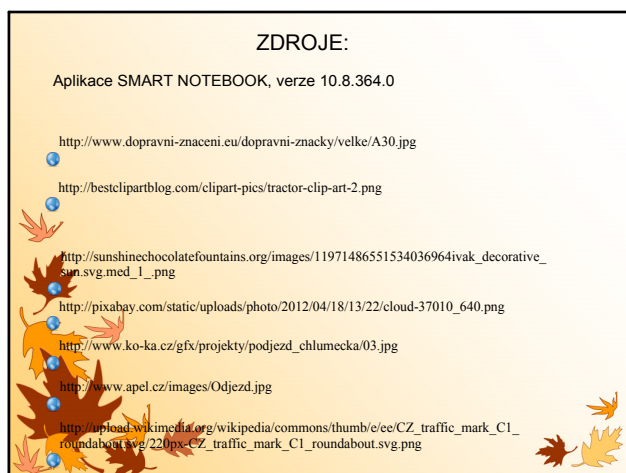 ZDROJE:
Aplikace SMART NOTEBOOK, verze 10.8.364.0
http://www.dopravni-znaceni.eu/dopravni-znacky/velke/A30.jpg
http://bestclipartblog.com/clipart-pics/tractor-clip-art-2.png
http://sunshinechocolatefountains.org/images/11971486551534036964ivak_decorative_
sun.svg.med_1_.png
http://pixabay.com/static/uploads/photo/2012/04/18/13/22/cloud-37010_640.png
http://www.ko-ka.cz/gfx/projekty/podjezd_chlumecka/03.jpg
http://www.apel.cz/images/Odjezd.jpg
http://upload.wikimedia.org/wikipedia/commons/thumb/e/ee/CZ_traffic_mark_C1_
roundabout.svg/220px-CZ_traffic_mark_C1_roundabout.svg.png